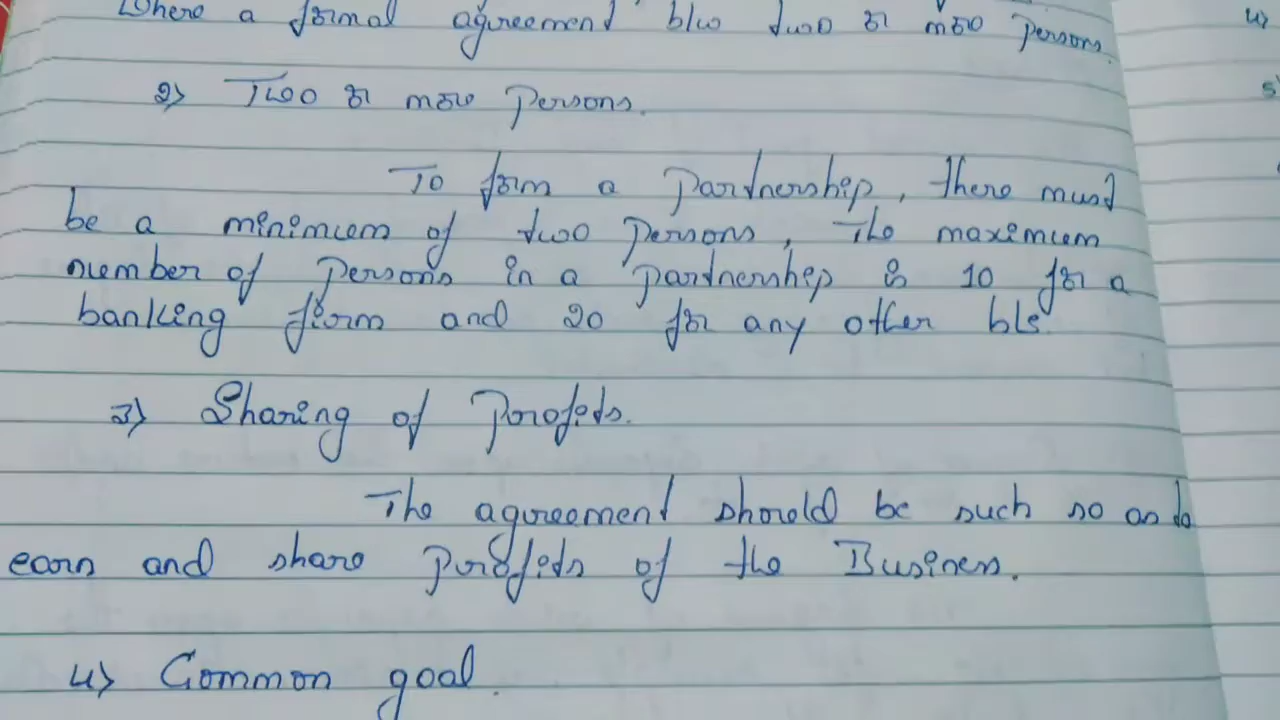 Where a formal agreement b/w two or more persons.
2) Two or more persons.
To form a partnership, there must
be a minimum of two persons, The maximum
number of persons in a partnership is 10 for a
banking firm and 20 for any other bls.
3) Sharing of Profits.
The agreement should be such so as to
earn and share profits of the Business.
4) Common goal.
4)
5)